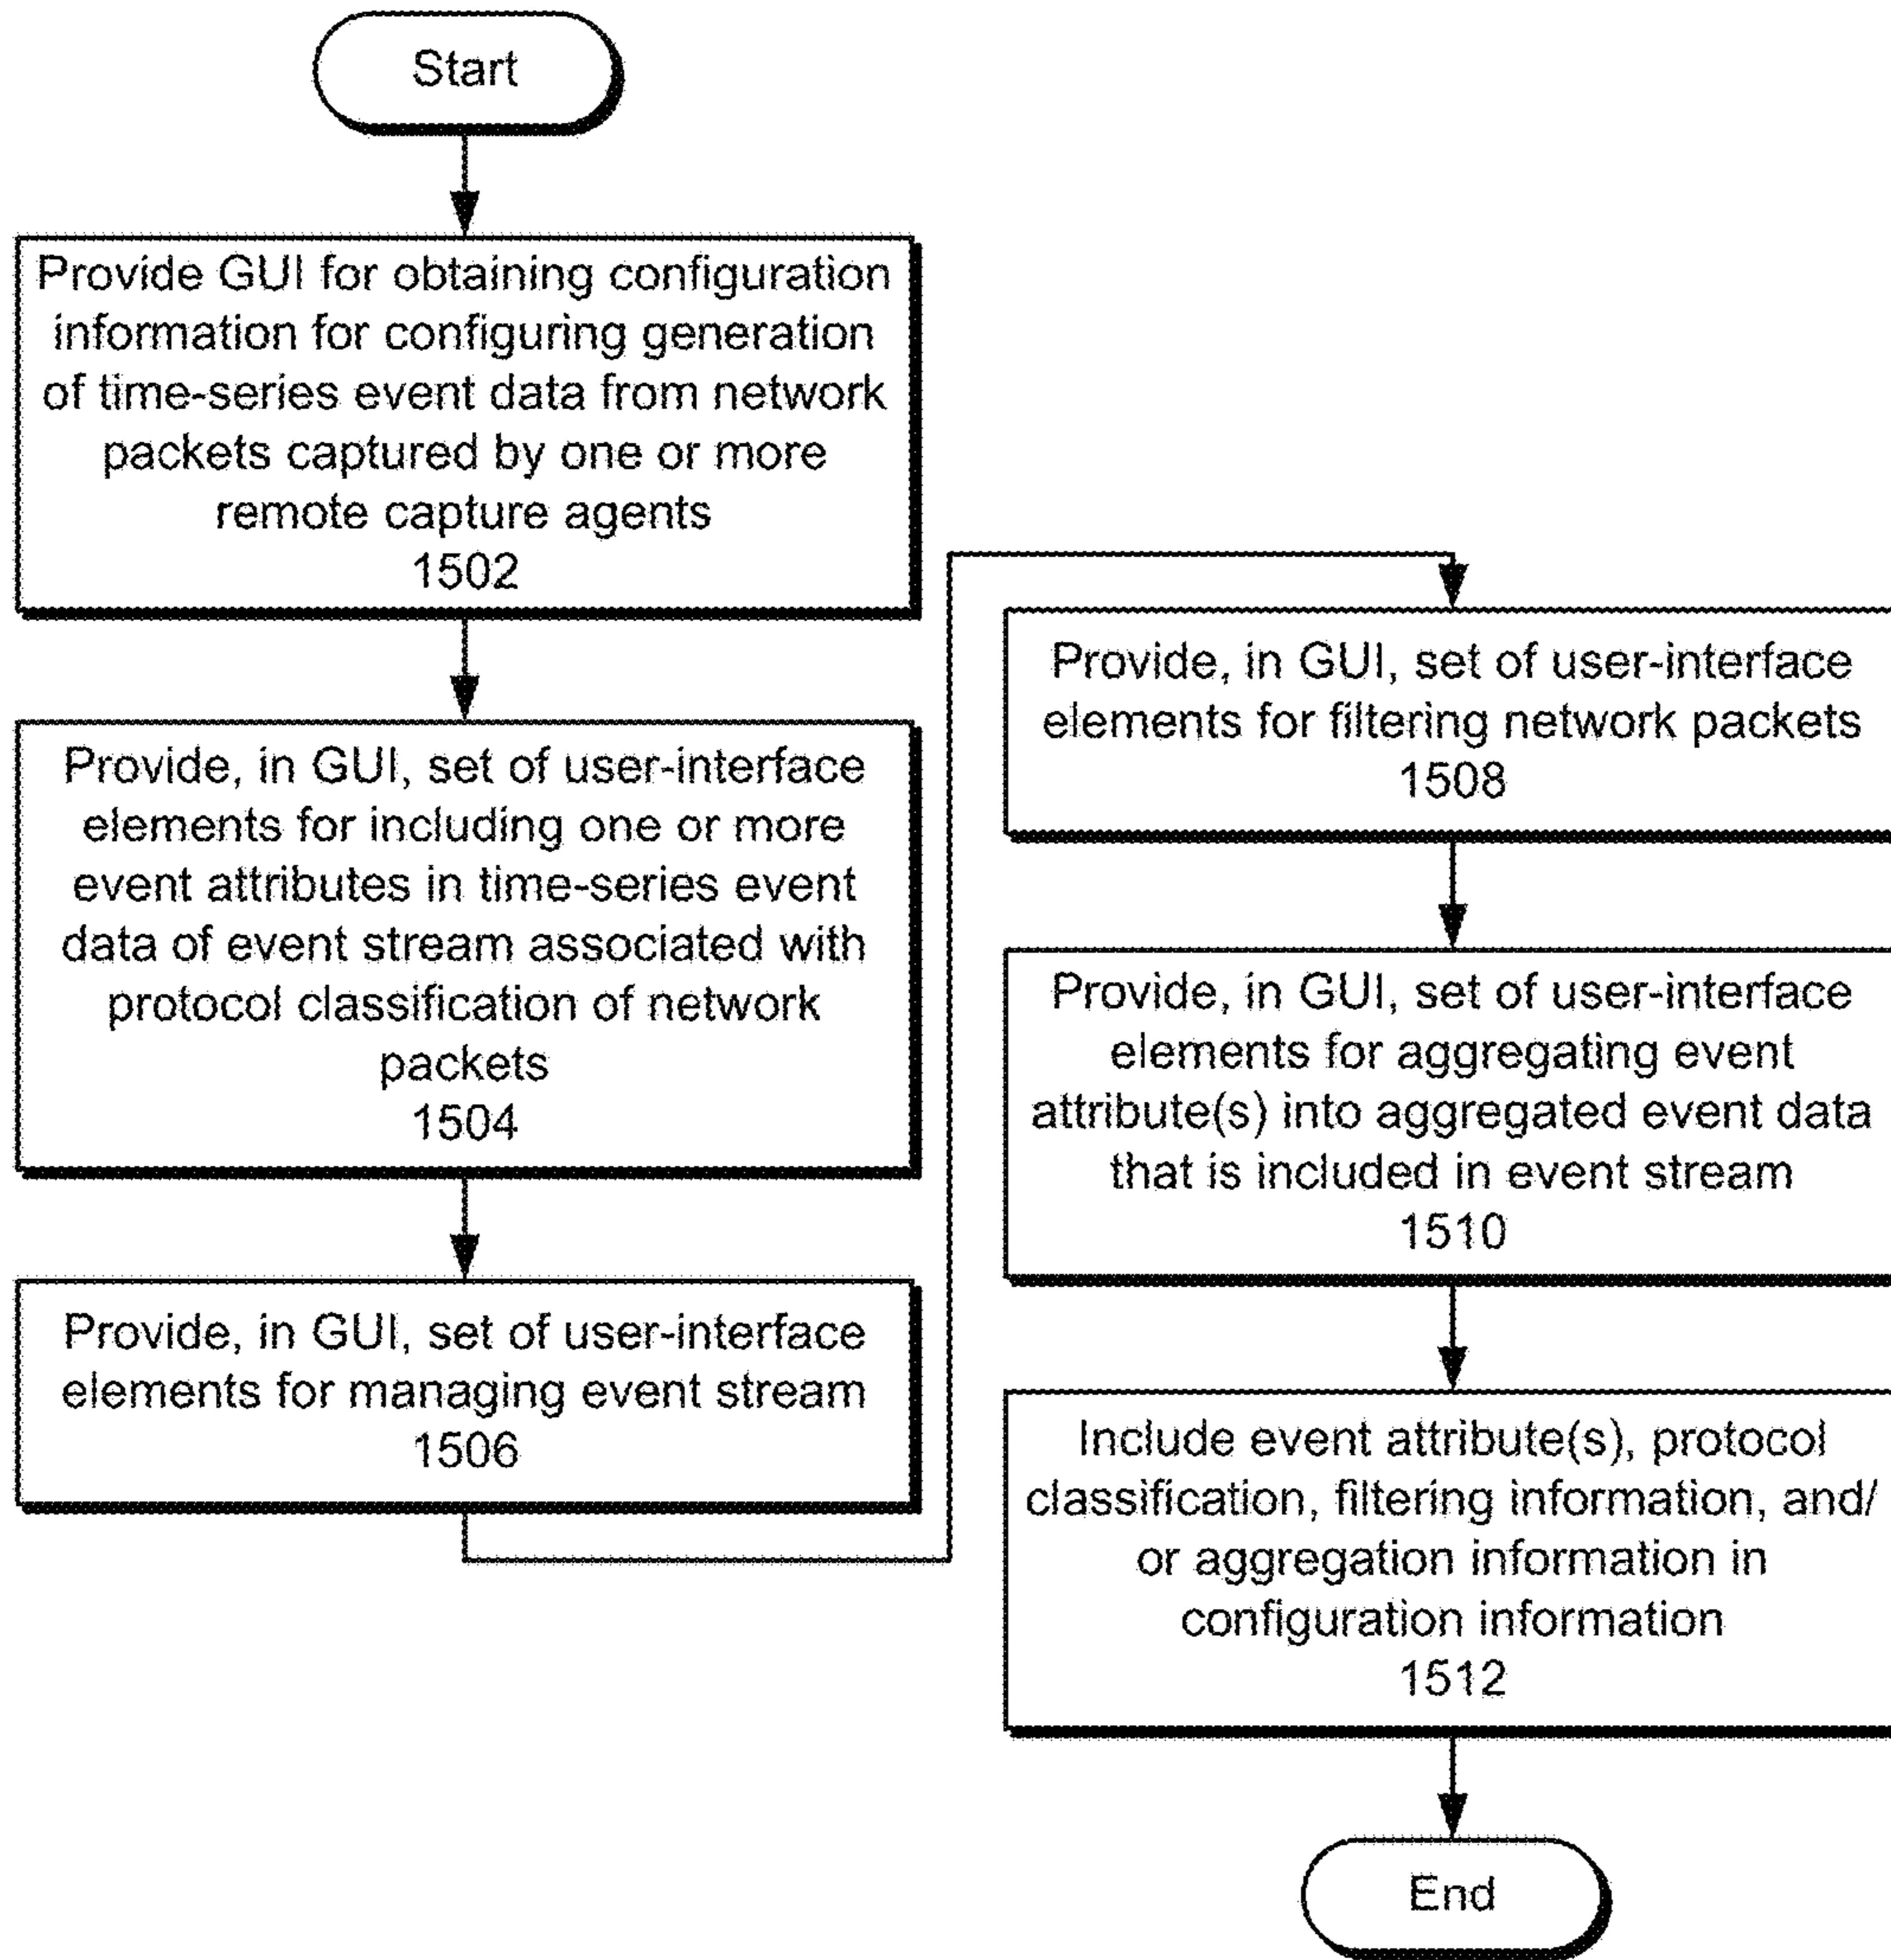 Start
Provide GUI for obtaining configuration
information for configuring generation
of time-series event data from network
packets captured by one or more
remote capture agents
1502
Provide, in GUI, set of user-interface
elements for including one or more
event attributes in time-series event
data of event stream associated with
protocol classification of network
packets
1504
Provide, in GUI, set of user-interface
elements for managing event stream
1506
Provide, in GUI, set of user-interface
elements for filtering network packets
1508
Provide, in GUI, set of user-interface
elements for aggregating event
attribute(s) into aggregated event data
that is included in event stream
1510
Include event attribute(s), protocol
classification, filtering information, and/
or aggregation information in
configuration information
1512
End